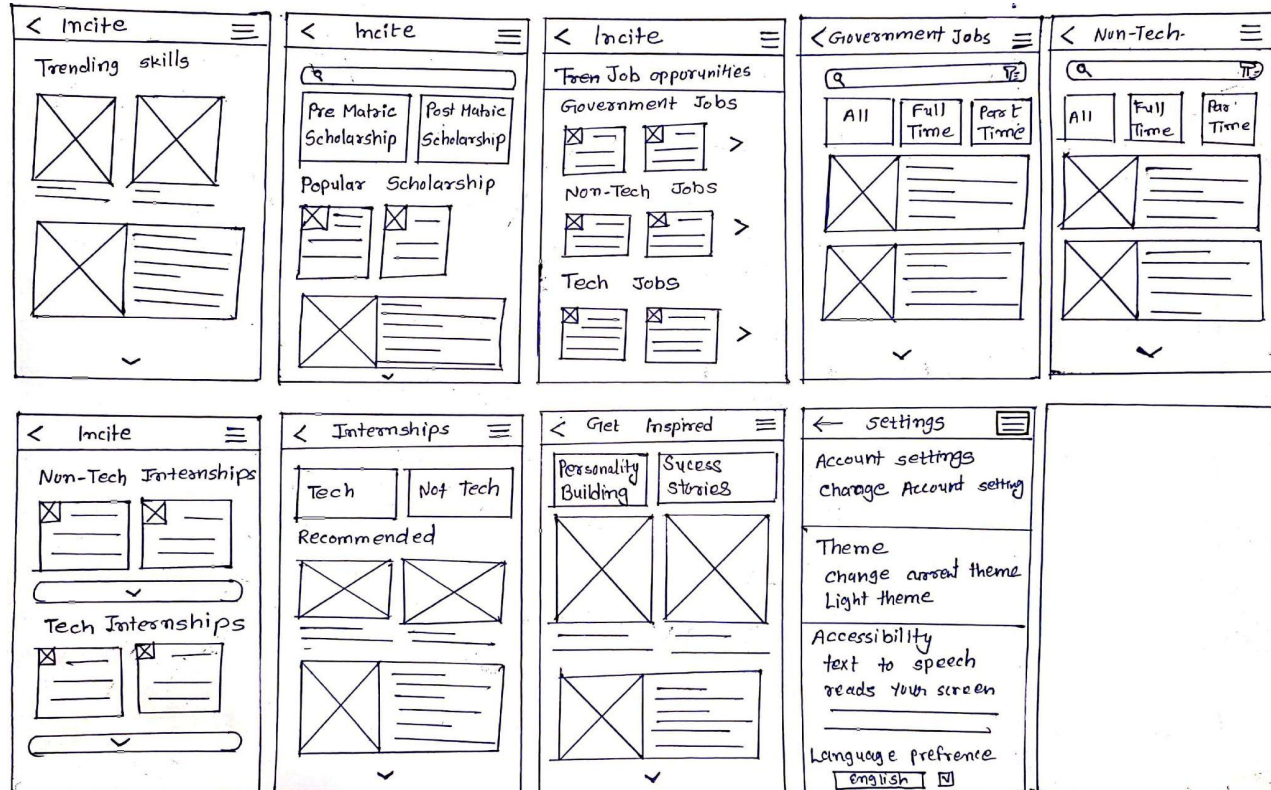 < Incite
Trending skills
< Incite
Pre Matric
Scholarship
Post Matric
Scholarship
Popular Scholarship
< Incite
Tren Job opporunities
Government Jobs
>
Non-Tech Jobs
>
Tech Jobs
>
< Government Jobs
All
Full
Time
Part
Time
< Non-Tech-
All
Full
Time
Par
Time
< Incite
Non-Tech Internships
Tech Internships
< Internships
Tech
Not Tech
Recommended
< Get Inspired
Personality
Building
Sucess
Stories
← settings
Account settings
change Account setting
Theme
change current theme
Light theme
Accessibility
text to speech
reads your screen
Language prefrence
English